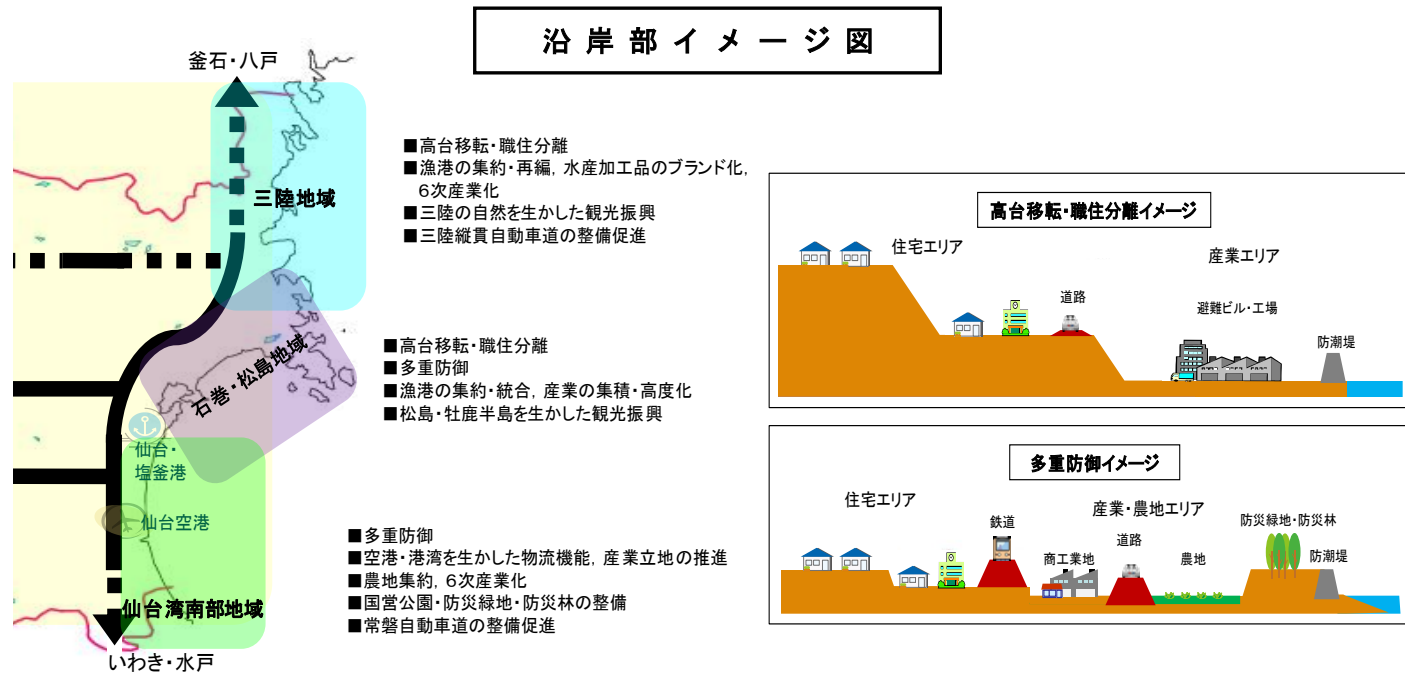 沿岸部イメージ図
釜石・八戸
三陸地域
■高台移転・職住分離
■漁港の集約・再編, 水産加工品のブランド化,
6次産業化
■三陸の自然を生かした観光振興
■三陸縦貫自動車道の整備促進
石巻・松島地域
■高台移転・職住分離
■多重防御
■漁港の集約・統合, 産業の集積・高度化
■松島・牡鹿半島を生かした観光振興
仙台・
塩釜港
仙台空港
仙台湾南部地域
いわき・水戸
■多重防御
■空港・港湾を生かした物流機能, 産業立地の推進
■農地集約, 6次産業化
■国営公園・防災緑地・防災林の整備
■常磐自動車道の整備促進
高台移転・職住分離イメージ
住宅エリア
産業エリア
道路
避難ビル・工場
防潮堤
多重防御イメージ
住宅エリア
産業・農地エリア
鉄道
商工業地
道路
農地
防災緑地・防災林
防潮堤